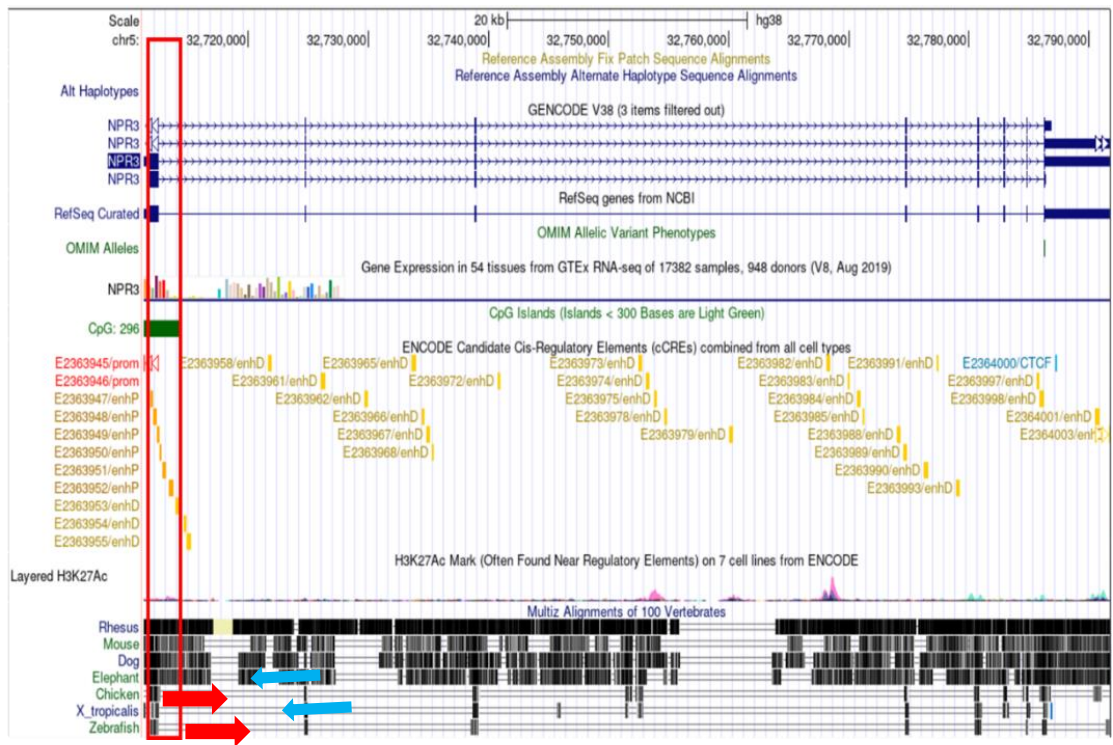 Scale 20 kb hg38
chr5: 32,720,000 32,730,000 32,740,000 32,750,000 32,760,000 32,770,000 32,780,000 32,790,000
Reference Assembly Fix Patch Sequence Alignments
Reference Assembly Alternate Haplotype Sequence Alignments
Alt Haplotypes
GENCODE V38 (3 items filtered out)
NPR3
NPR3
NPR3
NPR3
RefSeq genes from NCBI
RefSeq Curated
OMIM Allelic Variant Phenotypes
OMIM Alleles
Gene Expression in 54 tissues from GTEx RNA-seq of 17382 samples, 948 donors (V8, Aug 2019)
NPR3
CpG Islands (Islands < 300 Bases are Light Green)
CpG: 296
ENCODE Candidate Cis-Regulatory Elements (cCREs) combined from all cell types
E2363945/prom E2363958/enhD E2363965/enhD E2363973/enhD E2363982/enhD E2363991/enhD E2364000/CTCF
E2363946/prom E2363961/enhD E2363972/enhD E2363974/enhD E2363983/enhD E2363997/enhD
E2363947/enhP E2363962/enhD E2363975/enhD E2363984/enhD E2363998/enhD
E2363948/enhP E2363966/enhD E2363978/enhD E2363985/enhD E2364001/enhD
E2363949/enhP E2363967/enhD E2363979/enhD E2363988/enhD E2364003/enhD
E2363950/enhP E2363968/enhD E2363989/enhD
E2363951/enhP E2363990/enhD
E2363952/enhP E2363993/enhD
E2363953/enhD
E2363954/enhD
E2363955/enhD
H3K27Ac Mark (Often Found Near Regulatory Elements) on 7 cell lines from ENCODE
Layered H3K27Ac
Multiz Alignments of 100 Vertebrates
Rhesus
Mouse
Dog
Elephant
Chicken
X_tropicalis
Zebrafish